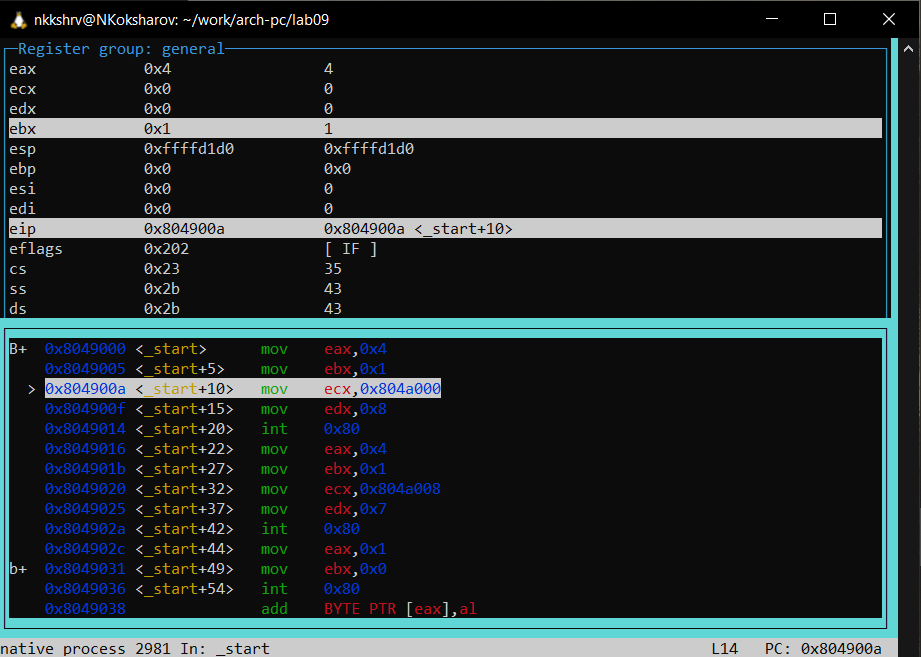 nkkshrv@NKoksharov: ~/work/arch-pc/lab09
Register group: general
eax 0x4 4
ecx 0x0 0
edx 0x0 0
ebx 0x1 1
esp 0xffffd1d0 0xffffd1d0
ebp 0x0 0x0
esi 0x0 0
edi 0x0 0
eip 0x804900a 0x804900a <_start+10>
eflags 0x202 [ IF ]
cs 0x23 35
ss 0x2b 43
ds 0x2b 43
B+ 0x8049000 <_start> mov eax,0x4
0x8049005 <_start+5> mov ebx,0x1
> 0x804900a <_start+10> mov ecx,0x804a000
0x804900f <_start+15> mov edx,0x8
0x8049014 <_start+20> int 0x80
0x8049016 <_start+22> mov eax,0x4
0x804901b <_start+27> mov ebx,0x1
0x8049020 <_start+32> mov ecx,0x804a008
0x8049025 <_start+37> mov edx,0x7
0x804902a <_start+42> int 0x80
0x804902c <_start+44> mov eax,0x1
b+ 0x8049031 <_start+49> mov ebx,0x0
0x8049036 <_start+54> int 0x80
0x8049038 add BYTE PTR [eax],al
native process 2981 In: _start L14 PC: 0x804900a